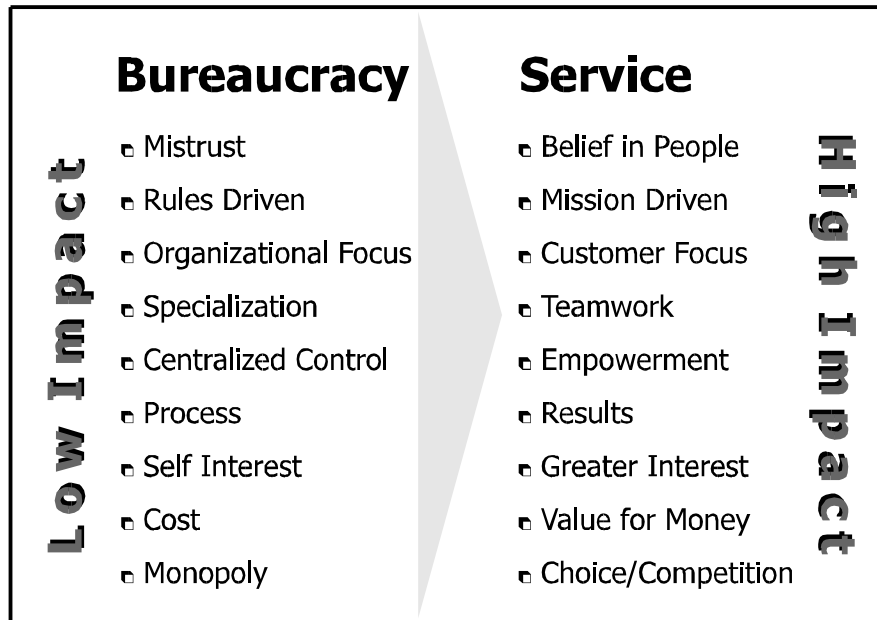 Bureaucracy
Low Impact
Mistrust
Rules Driven
Organizational Focus
Specialization
Centralized Control
Process
Self Interest
Cost
Monopoly
Service
Belief in People
Mission Driven
Customer Focus
Teamwork
Empowerment
Results
Greater Interest
Value for Money
Choice/Competition
High Impact